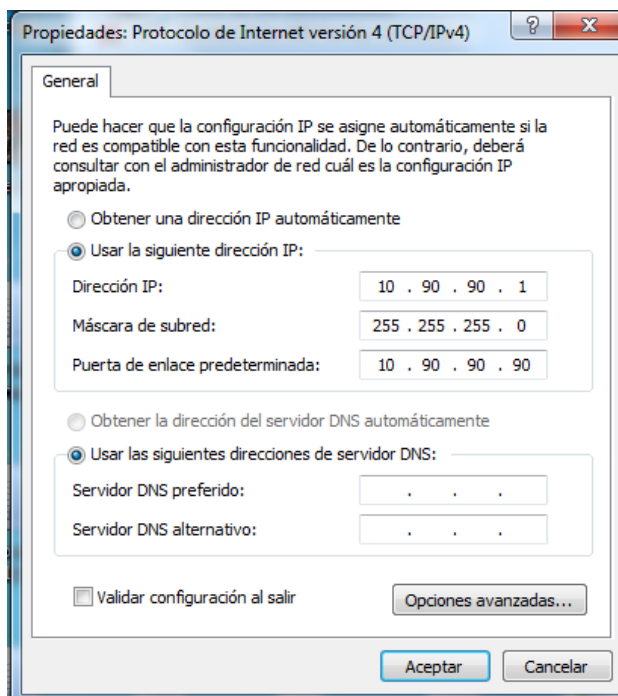 Propiedades: Protocolo de Internet versión 4 (TCP/IPv4)
?
X
General
Puede hacer que la configuración IP se asigne automáticamente si la
red es compatible con esta funcionalidad. De lo contrario, deberá
consultar con el administrador de red cuál es la configuración IP
apropiada.
Obtener una dirección IP automáticamente
Usar la siguiente dirección IP:
Dirección IP: 10 . 90 . 90 . 1
Máscara de subred: 255 . 255 . 255 . 0
Puerta de enlace predeterminada: 10 . 90 . 90 . 90
Obtener la dirección del servidor DNS automáticamente
Usar las siguientes direcciones de servidor DNS:
Servidor DNS preferido: . . .
Servidor DNS alternativo: . . .
Validar configuración al salir
Opciones avanzadas...
Aceptar
Cancelar